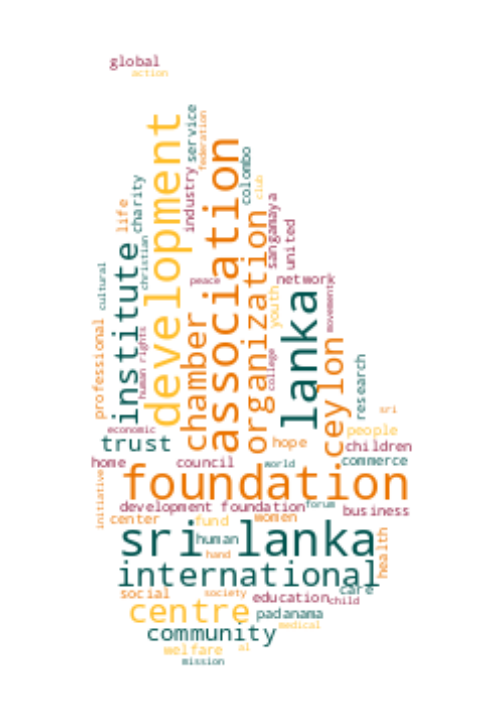 global
action
development
service
federation
association
colombo
industry
charity
life
club
sangamaya
united
organization
institute
christian
cultural
peace
network
movement
youth
lanka
chamber
professional
human rights
ceylon
college
research
sri
people
economic
trust
hope
children
home
council
world
commerce
foundation
initiative
development foundation
forum
business
center
fund
women
sri lanka
human
hand
health
international
social
society
care
education
child
centre
padanama
medical
community
welfare
al
mission